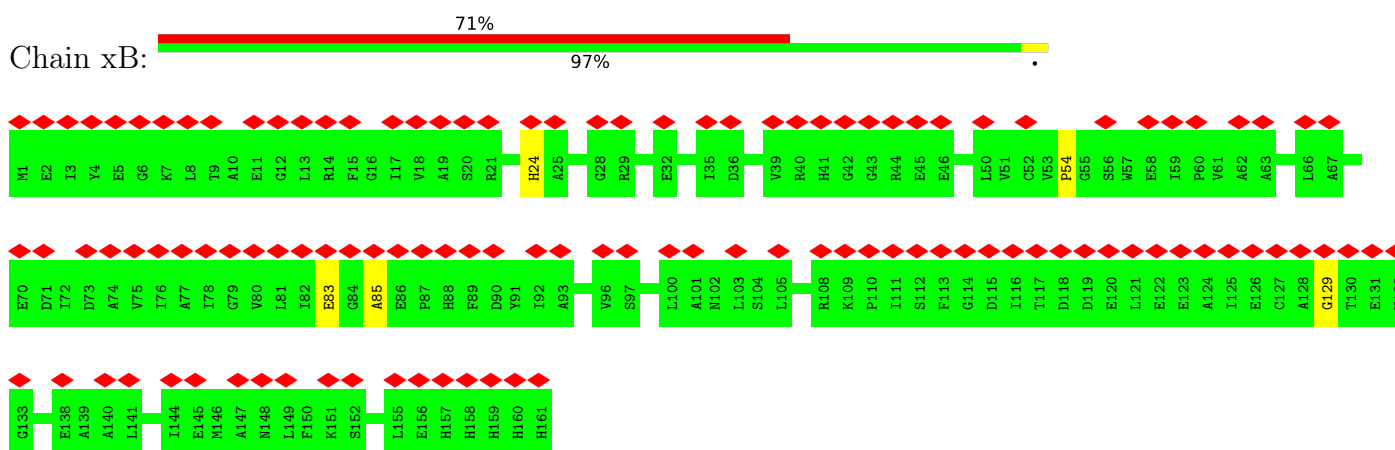 71%
Chain xB:
97%
.
M1 E2 I3 Y4 E5 G6 K7 L8 T9 A10 E11 G12 L13 R14 F15 G16 I17 V18 A19 S20 R21 H24 A25 G28 R29 E32 I35 D36 V39 R40 H41 G42 G43 R44 E45 E46 L50 V51 C52 V53 P54 G55 S56 W57 E58 I59 P60 V61 A62 A63 L66 A67
E70 D71 I72 D73 A74 V75 I76 A77 I78 G79 V80 L81 I82 E83 G84 A85 E86 P87 H88 F89 D90 Y91 I92 A93 V96 S97 L100 A101 N102 L103 S104 L105 R108 K109 P110 I111 S112 F113 G114 D115 I116 T117 D118 D119 E120 L121 E122 E123 A124 I125 E126 C127 A128 G129 T130 E131
G133 E138 A139 A140 L141 I144 E145 M146 A147 N148 L149 F150 K151 S152 L155 E156 H157 H158 H159 H160 H161